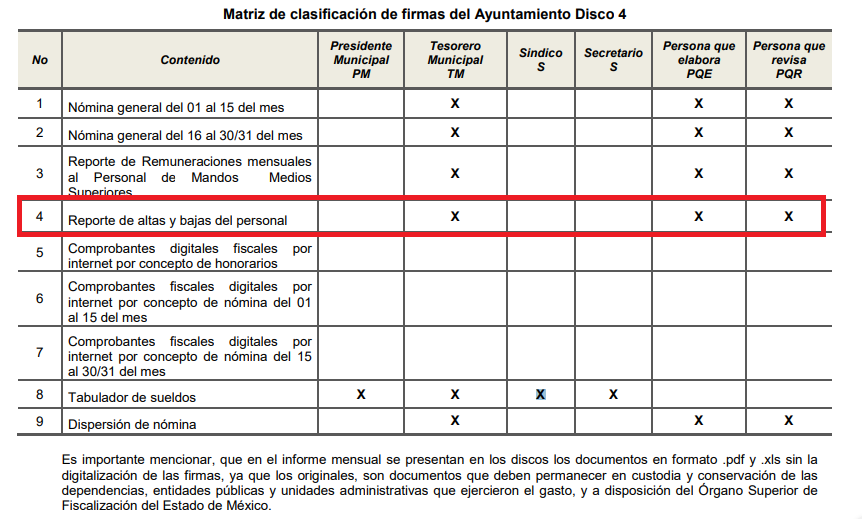 Matriz de clasificación de firmas del Ayuntamiento Disco 4
No Contenido Presidente Municipal PM Tesorero Municipal TM Sindico S Secretario S Persona que elabora PQE Persona que revisa PQR
1 Nómina general del 01 al 15 del mes X X X
2 Nómina general del 16 al 30/31 del mes X X X
3 Reporte de Remuneraciones mensuales
al Personal de Mandos Medios
Superiores X X X
4 Reporte de altas y bajas del personal X X X
5 Comprobantes digitales fiscales por
internet por concepto de honorarios
6 Comprobantes fiscales digitales por
internet por concepto de nómina del 01
al 15 del mes
7 Comprobantes fiscales digitales por
internet por concepto de nómina del 15
al 30/31 del mes
8 Tabulador de sueldos X X X X
9 Dispersión de nómina X X X
Es importante mencionar, que en el informe mensual se presentan en los discos los documentos en formato .pdf y .xls sin la
digitalización de las firmas, ya que los originales, son documentos que deben permanecer en custodia y conservación de las
dependencias, entidades públicas y unidades administrativas que ejercieron el gasto, y a disposición del Órgano Superior de
Fiscalización del Estado de México.